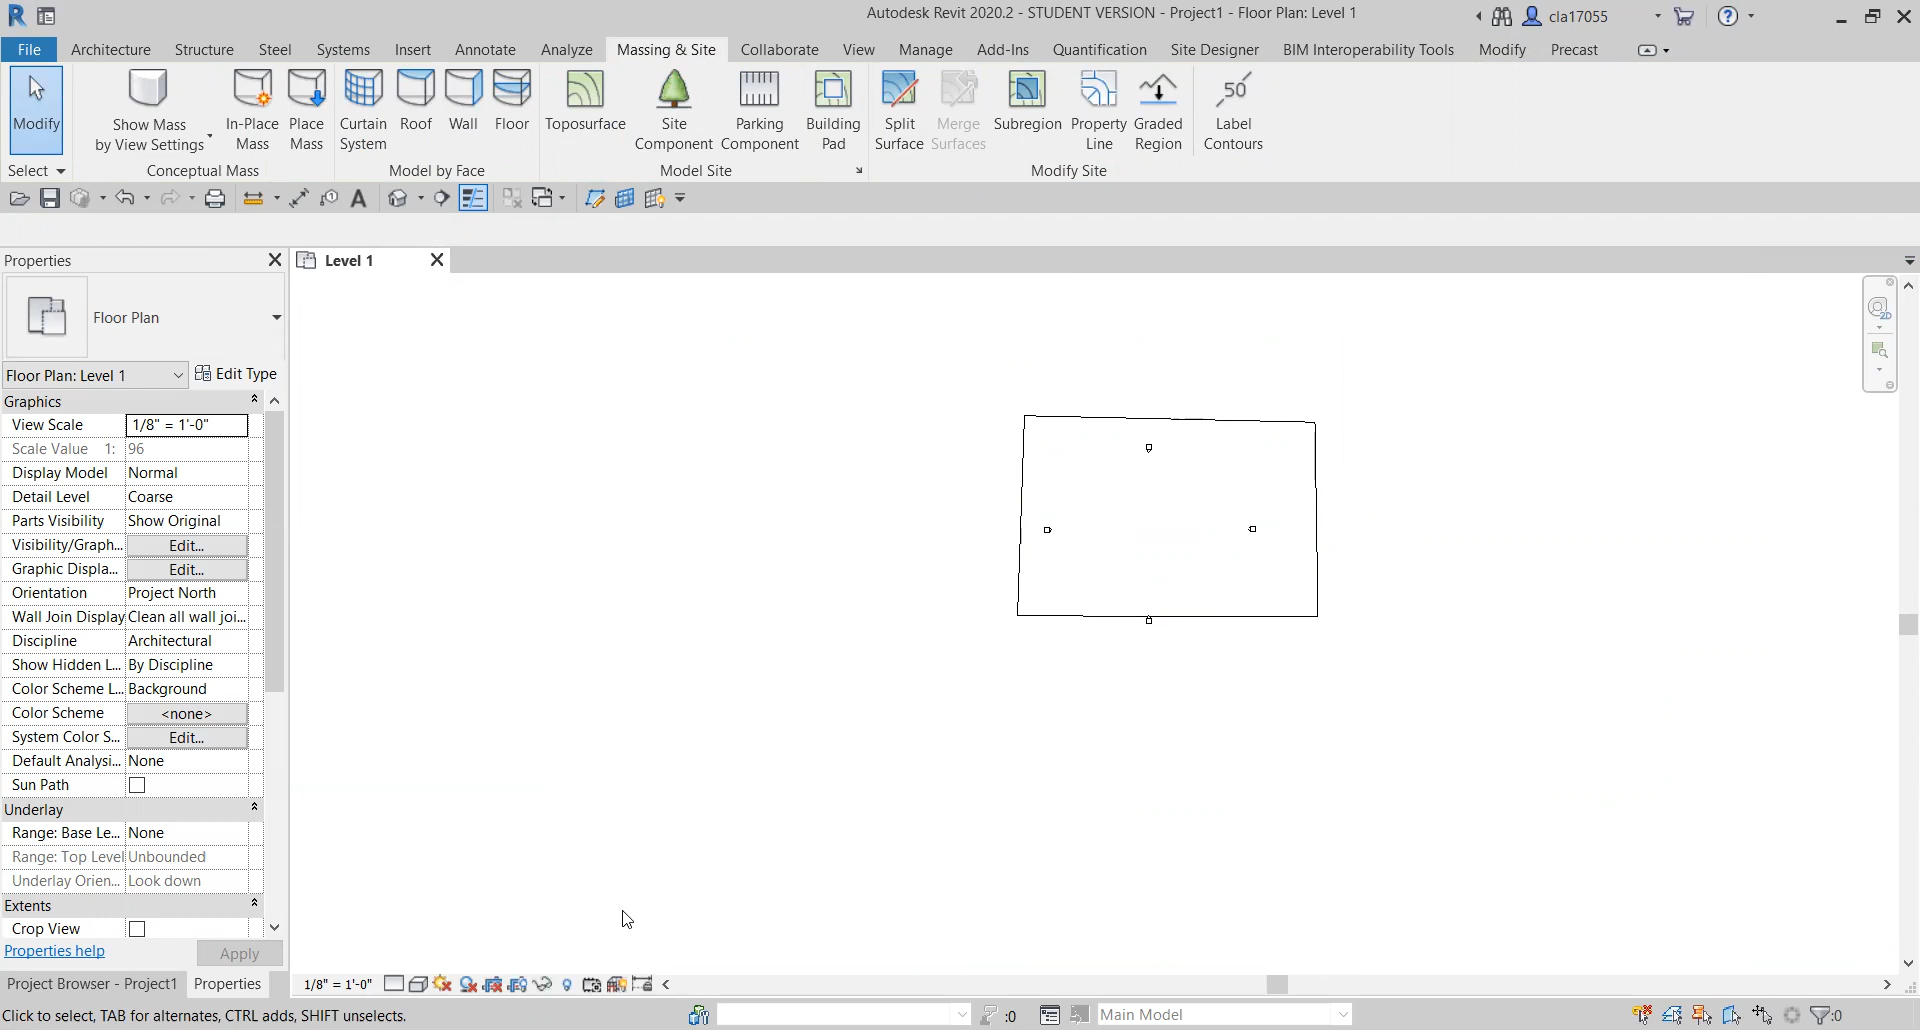 Autodesk Revit 2020.2 - STUDENT VERSION - Project1 - Floor Plan: Level 1
cla17055
File Architecture Structure Steel Systems Insert Annotate Analyze Massing & Site Collaborate View Manage Add-Ins Quantification Site Designer BIM Interoperability Tools Modify Precast
Modify
Show Mass
by View Settings
In-Place
Mass
Place
Mass
Curtain
System
Roof
Wall
Floor
Toposurface
Site
Component
Parking
Component
Building
Pad
Split
Surface
Merge
Surfaces
Subregion
Property
Line
Graded
Region
50
Label
Contours
Select
Conceptual Mass
Model by Face
Model Site
Modify Site
A
Properties
Level 1
2D
Floor Plan
Floor Plan: Level 1
Edit Type
Graphics
View Scale 1/8" = 1'-0"
Scale Value 1: 96
Display Model Normal
Detail Level Coarse
Parts Visibility Show Original
Visibility/Graph... Edit...
Graphic Displa... Edit...
Orientation Project North
Wall Join Display Clean all wall joi...
Discipline Architectural
Show Hidden L... By Discipline
Color Scheme L... Background
Color Scheme <none>
System Color S... Edit...
Default Analysi... None
Sun Path
Underlay
Range: Base Le... None
Range: Top Level Unbounded
Underlay Orien... Look down
Extents
Crop View
Properties help
Apply
Project Browser - Project1
Properties
1/8" = 1'-0"
Click to select, TAB for alternates, CTRL adds, SHIFT unselects.
:0
Main Model
:0